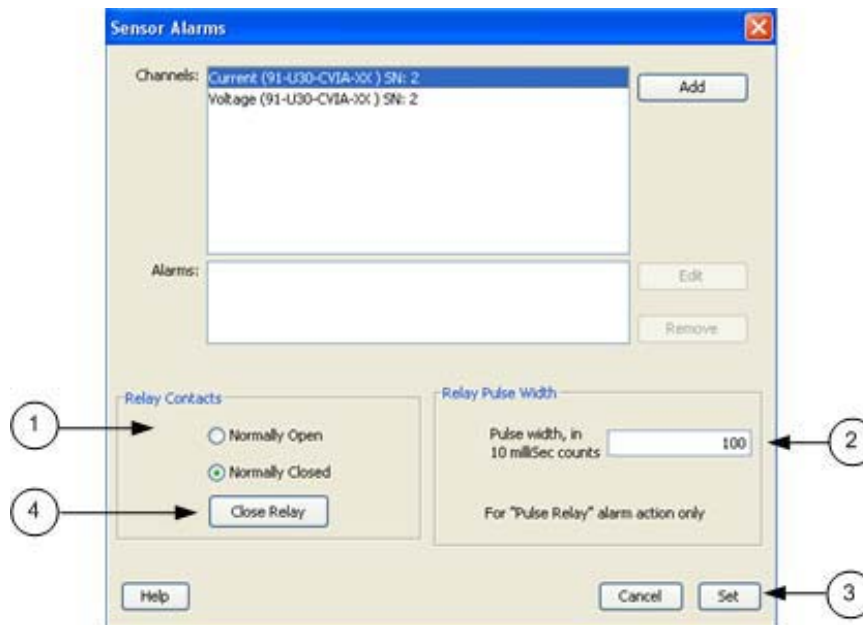 Sensor Alarms
Channels:
Current (91-U30-CVIA-XX ) SN: 2
Voltage (91-U30-CVIA-XX ) SN: 2
Add
Alarms:
Edit
Remove
Relay Contacts
Normally Open
Normally Closed
Close Relay
Relay Pulse Width
Pulse width, in
10 milliSec counts
100
For "Pulse Relay" alarm action only
Help
Cancel
Set
1
2
3
4